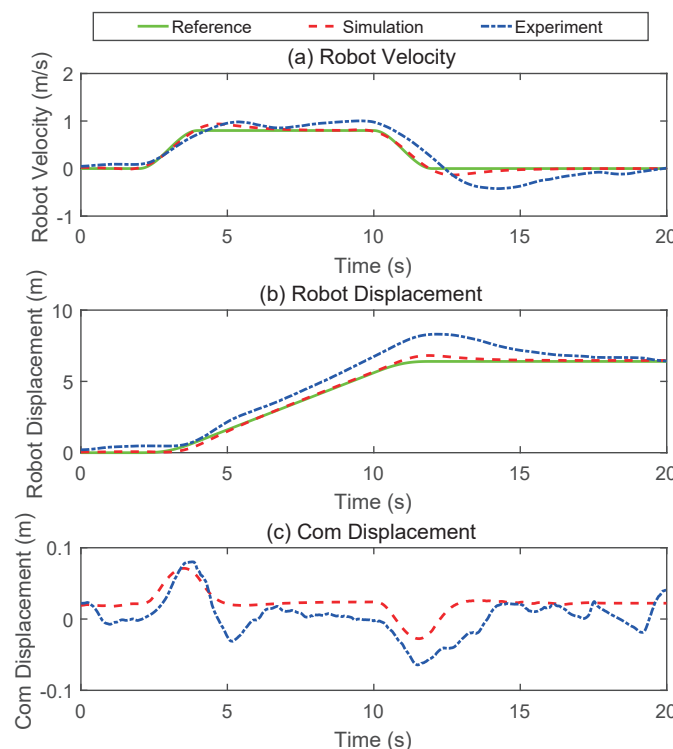 Reference Simulation Experiment
(a) Robot Velocity
Robot Velocity (m/s)
2
1
0
-1
0 5 10 15 20
Time (s)
(b) Robot Displacement
Robot Displacement (m)
10
5
0
0 5 10 15 20
Time (s)
(c) Com Displacement
Com Displacement (m)
0.1
0
-0.1
0 5 10 15 20
Time (s)